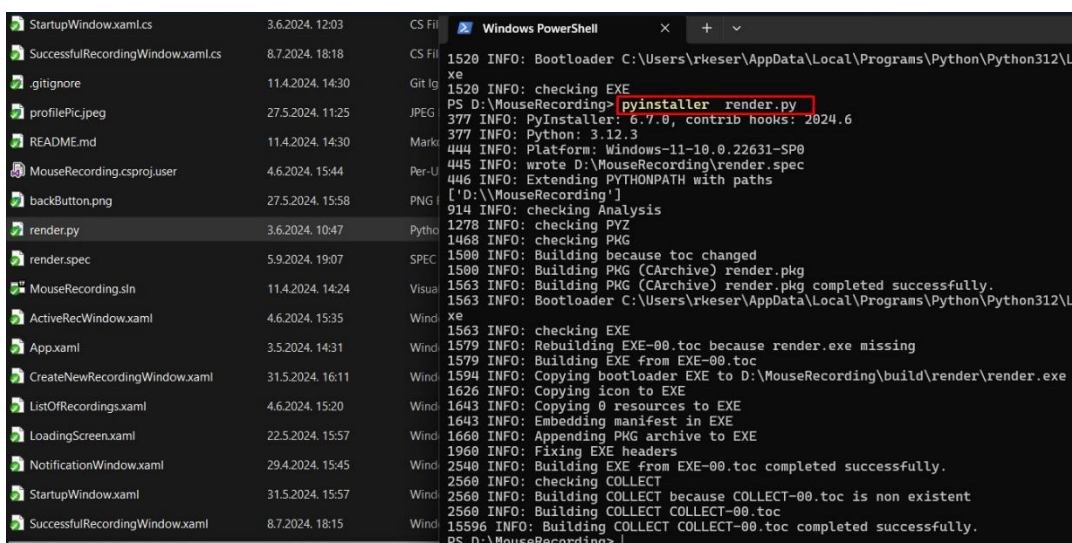 StartupWindow.xaml.cs 3.6.2024. 12:03 CS Fil
SuccessfulRecordingWindow.xaml.cs 8.7.2024. 18:18 CS Fil
.gitignore 11.4.2024. 14:30 Git Ig
profilePic.jpeg 27.5.2024. 11:25 JPEG
README.md 11.4.2024. 14:30 Markd
MouseRecording.csproj.user 4.6.2024. 15:44 Per-U
backButton.png 27.5.2024. 15:58 PNG F
render.py 3.6.2024. 10:47 Pytho
render.spec 5.9.2024. 19:07 SPEC
MouseRecording.sln 11.4.2024. 14:24 Visua
ActiveRecWindow.xaml 4.6.2024. 15:35 Wind
App.xaml 3.5.2024. 14:31 Wind
CreateNewRecordingWindow.xaml 31.5.2024. 16:11 Wind
ListOfRecordings.xaml 4.6.2024. 15:20 Wind
LoadingScreen.xaml 22.5.2024. 15:57 Wind
NotificationWindow.xaml 29.4.2024. 15:45 Wind
StartupWindow.xaml 31.5.2024. 15:57 Wind
SuccessfulRecordingWindow.xaml 8.7.2024. 18:15 Wind
Windows PowerShell
1520 INFO: Bootloader C:\Users\rkeser\AppData\Local\Programs\Python\Python312\L
xe
1520 INFO: checking EXE
PS D:\MouseRecording> pyinstaller render.py
377 INFO: PyInstaller: 6.7.0, contrib hooks: 2024.6
377 INFO: Python: 3.12.3
444 INFO: Platform: Windows-11-10.0.22631-SP0
445 INFO: wrote D:\MouseRecording\render.spec
446 INFO: Extending PYTHONPATH with paths
['D:\\MouseRecording']
914 INFO: checking Analysis
1278 INFO: checking PYZ
1468 INFO: checking PKG
1500 INFO: Building because toc changed
1500 INFO: Building PKG (CArchive) render.pkg
1563 INFO: Building PKG (CArchive) render.pkg completed successfully.
1563 INFO: Bootloader C:\Users\rkeser\AppData\Local\Programs\Python\Python312\L
xe
1563 INFO: checking EXE
1579 INFO: Rebuilding EXE-00.toc because render.exe missing
1579 INFO: Building EXE from EXE-00.toc
1594 INFO: Copying bootloader EXE to D:\MouseRecording\build\render\render.exe
1626 INFO: Copying icon to EXE
1643 INFO: Copying 0 resources to EXE
1643 INFO: Embedding manifest in EXE
1660 INFO: Appending PKG archive to EXE
1960 INFO: Fixing EXE headers
2540 INFO: Building EXE from EXE-00.toc completed successfully.
2560 INFO: checking COLLECT
2560 INFO: Building COLLECT because COLLECT-00.toc is non existent
2560 INFO: Building COLLECT COLLECT-00.toc
15596 INFO: Building COLLECT COLLECT-00.toc completed successfully.
PS D:\MouseRecording>